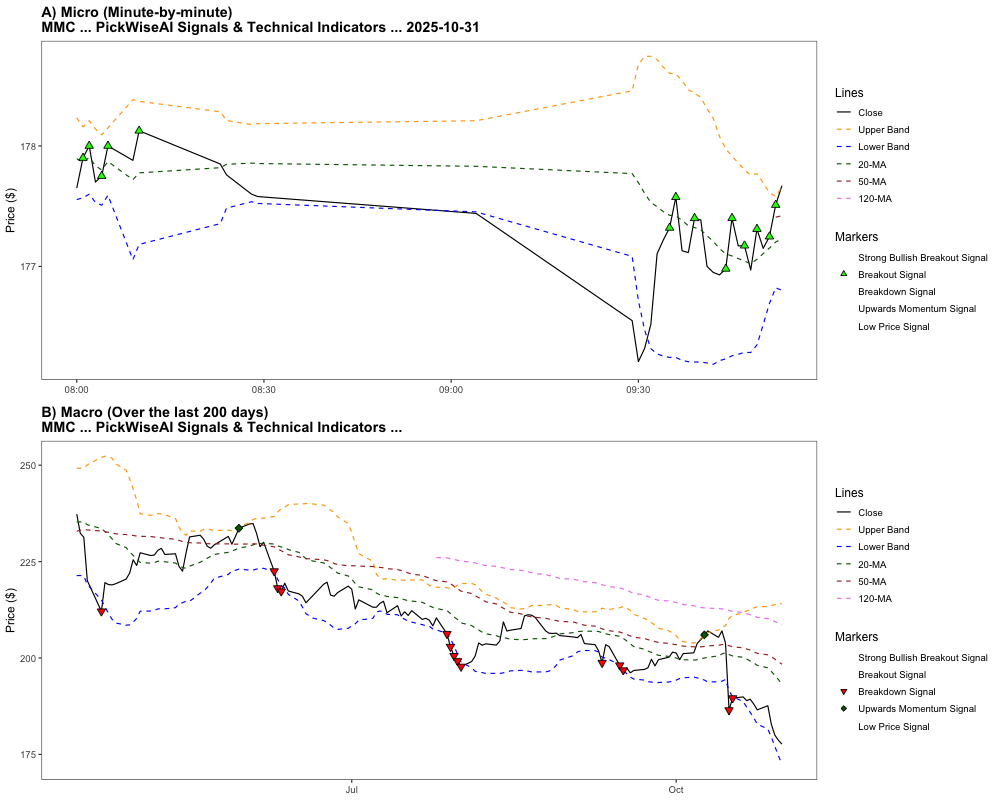 A) Micro (Minute-by-minute)
MMC ... PickWiseAI Signals & Technical Indicators ... 2025-10-31
Price ($)
178
177
08:00
08:30
09:00
09:30
Lines
Close
Upper Band
Lower Band
20-MA
50-MA
120-MA
Markers
Strong Bullish Breakout Signal
Breakout Signal
Breakdown Signal
Upwards Momentum Signal
Low Price Signal
B) Macro (Over the last 200 days)
MMC ... PickWiseAI Signals & Technical Indicators ...
Price ($)
250
225
200
175
Jul
Oct
Lines
Close
Upper Band
Lower Band
20-MA
50-MA
120-MA
Markers
Strong Bullish Breakout Signal
Breakout Signal
Breakdown Signal
Upwards Momentum Signal
Low Price Signal